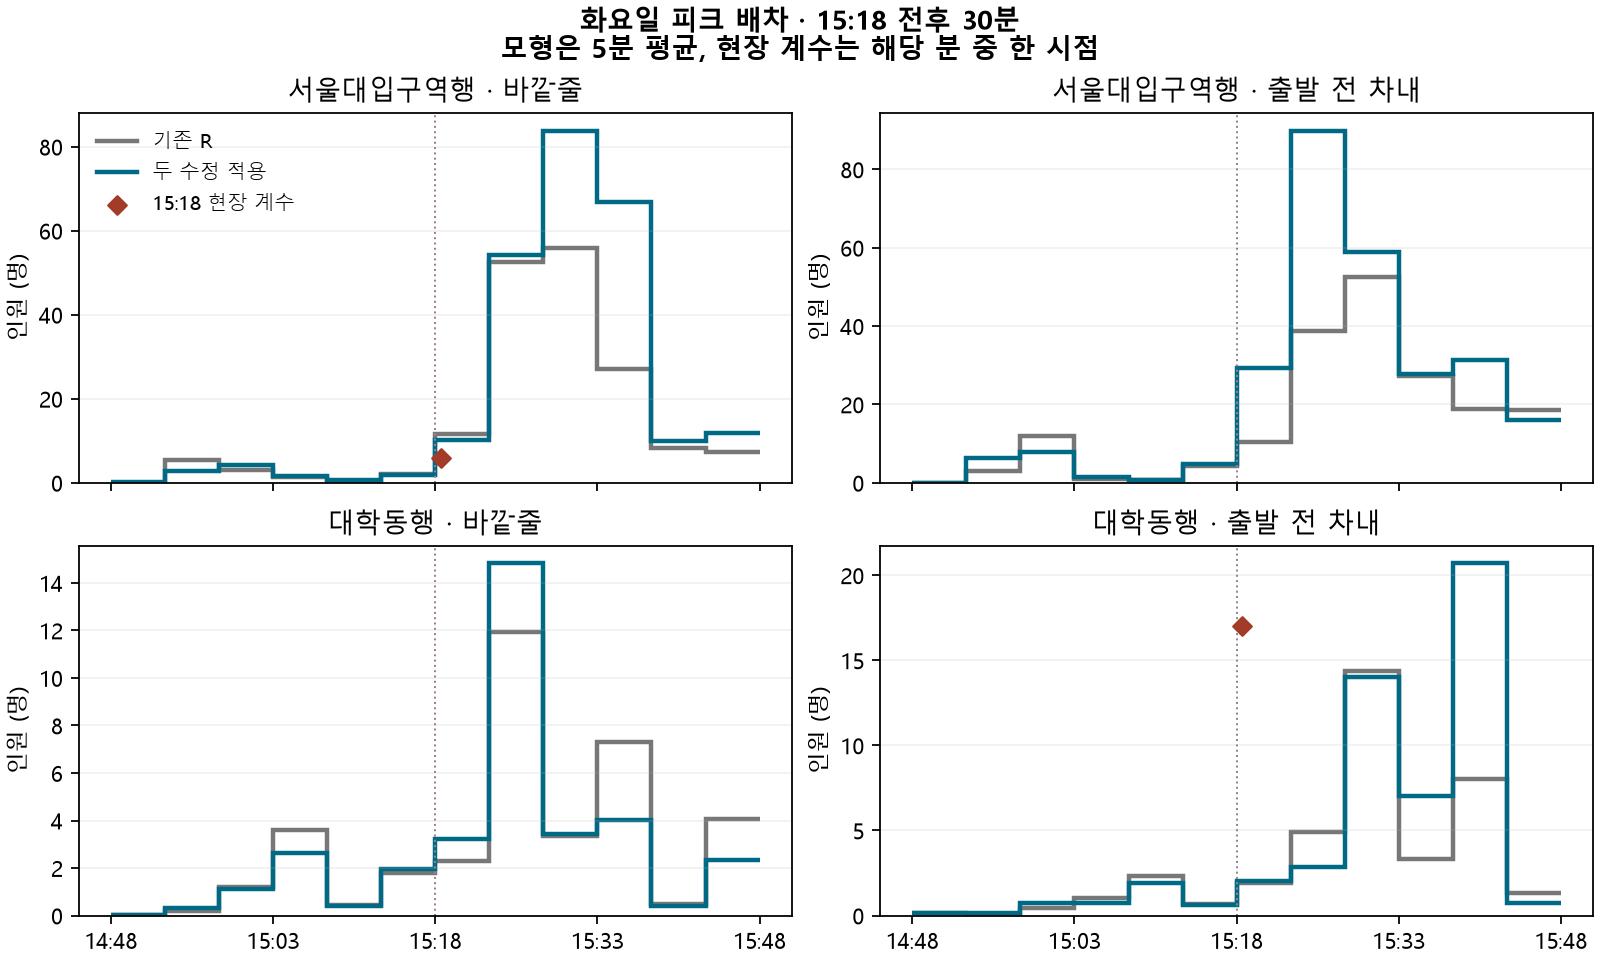 화요일 피크 배차 · 15:18 전후 30분
모형은 5분 평균, 현장 계수는 해당 분 중 한 시점
서울대입구역행 · 바깥줄
기존 R
두 수정 적용
15:18 현장 계수
인원 (명)
80
60
40
20
0
서울대입구역행 · 출발 전 차내
인원 (명)
80
60
40
20
0
대학동행 · 바깥줄
인원 (명)
14
12
10
8
6
4
2
0
14:48 15:03 15:18 15:33 15:48
대학동행 · 출발 전 차내
인원 (명)
20
15
10
5
0
14:48 15:03 15:18 15:33 15:48